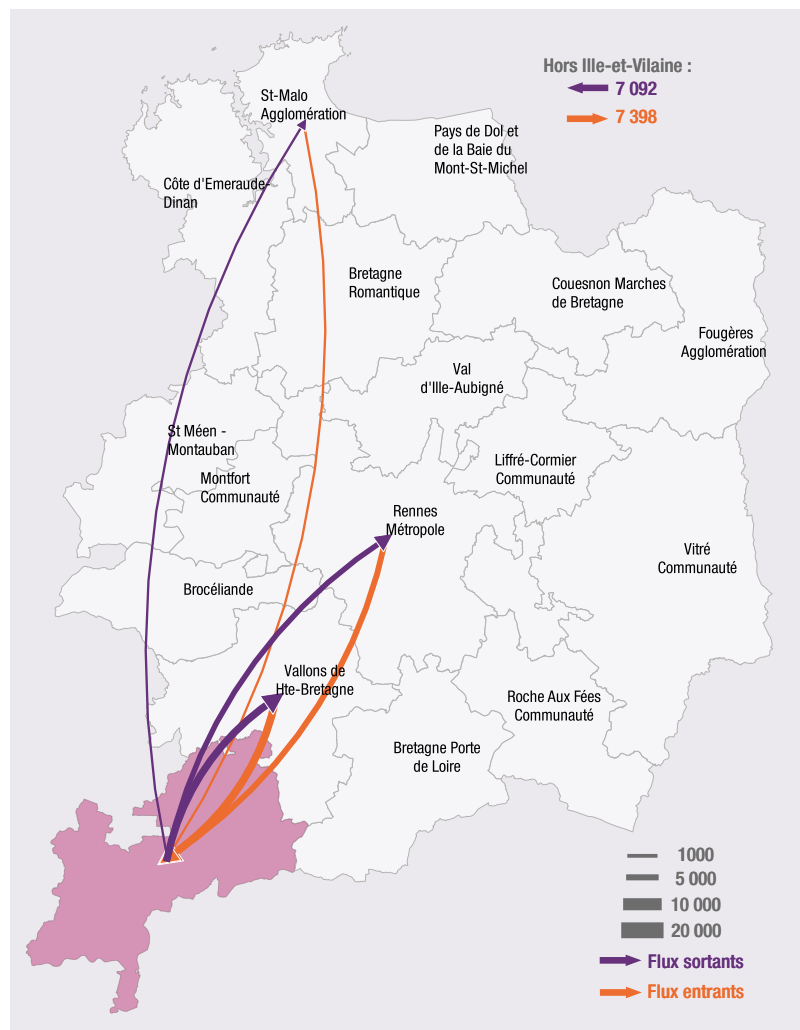 Hors Ille-et-Vilaine :
7 092
7 398
St-Malo
Agglomération
Pays de Dol et
de la Baie du
Mont-St-Michel
Côte d'Emeraude-
Dinan
Bretagne
Romantique
Couesnon Marches
de Bretagne
Fougères
Agglomération
Val
d'Ille-Aubigné
St Méen -
Montauban
Montfort
Communauté
Liffré-Cormier
Communauté
Rennes
Métropole
Vitré
Communauté
Brocéliande
Vallons de
Hte-Bretagne
Roche Aux Fées
Communauté
Bretagne Porte
de Loire
1000
5 000
10 000
20 000
Flux sortants
Flux entrants